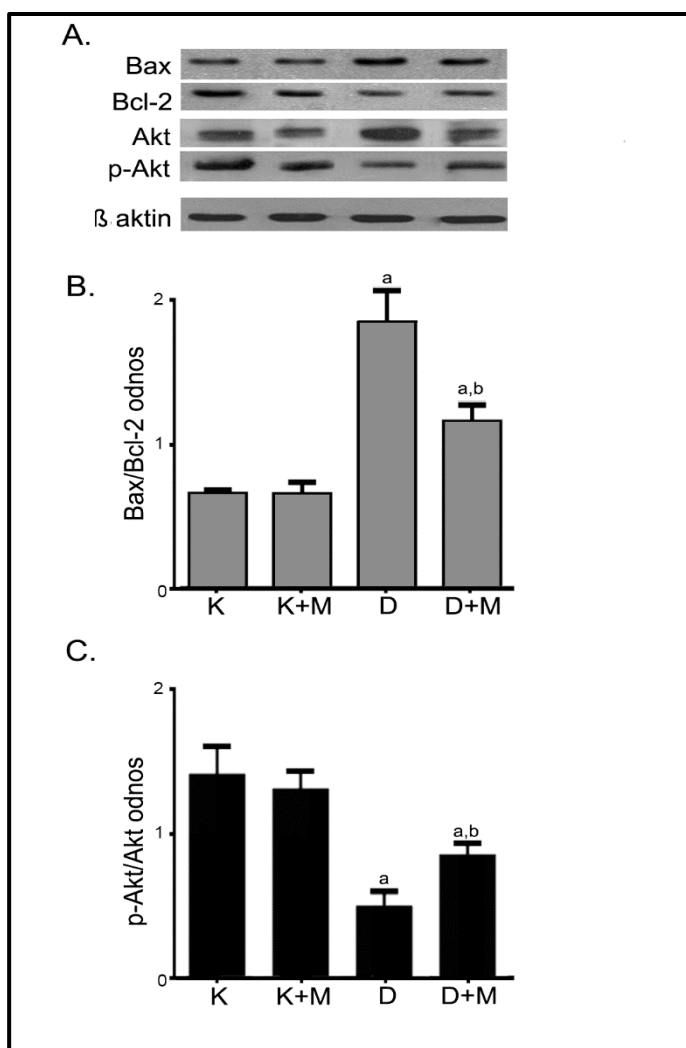 A.
Bax
Bcl-2
Akt
p-Akt
ß aktin
B.
Bax/Bcl-2 odnos
2
1
0
a
a,b
K K+M D D+M
C.
p-Akt/Akt odnos
2
1
0
a
a,b
K K+M D D+M